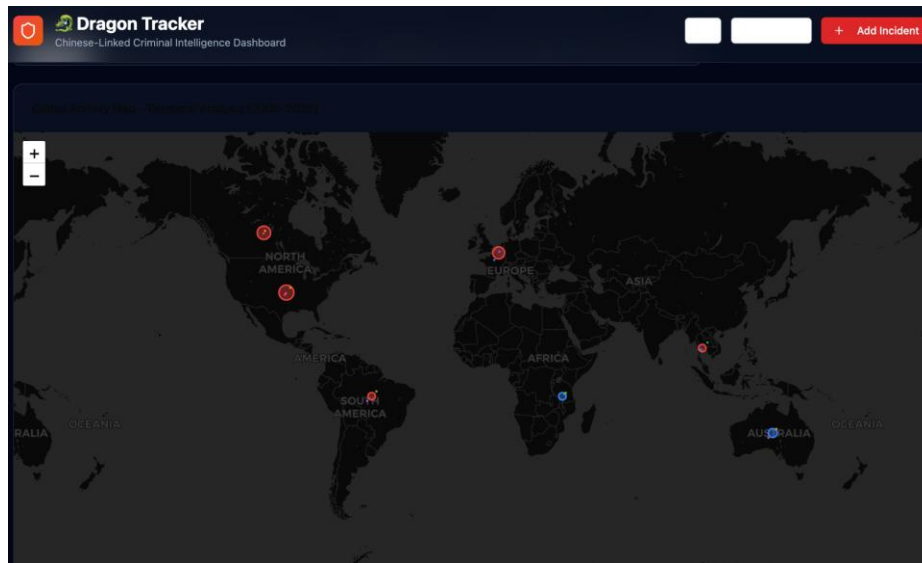 Dragon Tracker
Chinese-Linked Criminal Intelligence Dashboard
+ Add Incident
+
−
NORTH
AMERICA
EUROPE
ASIA
AMERICA
AFRICA
SOUTH
AMERICA
OCEANIA
RALIA
AUSTRALIA
OCEANIA